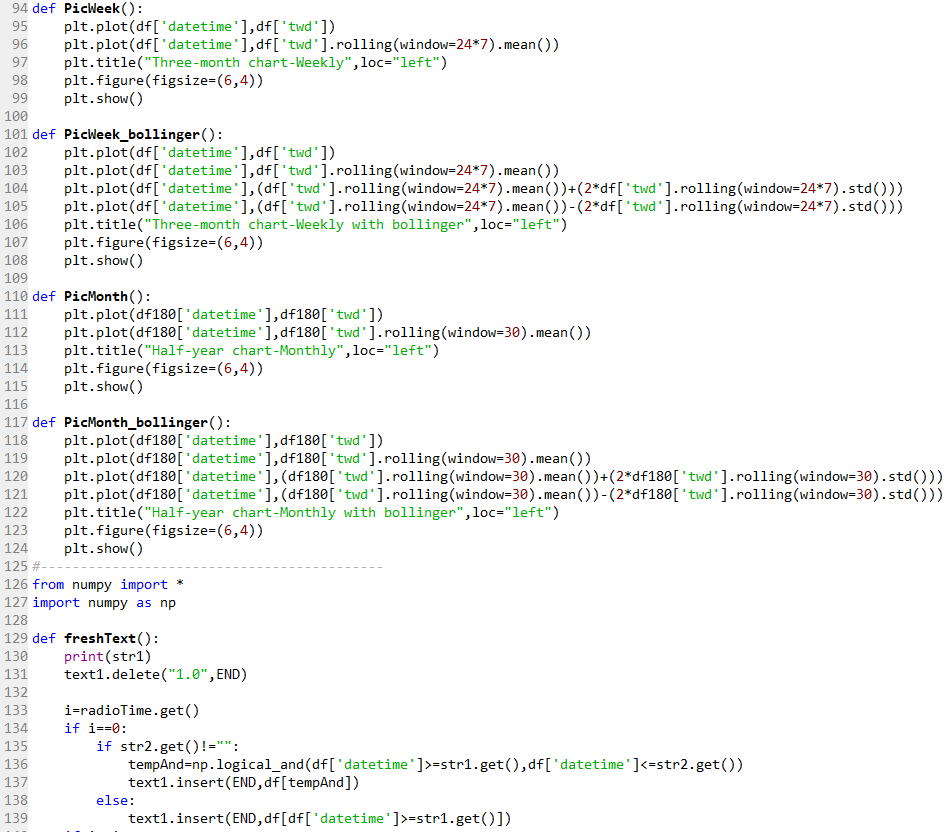 94 def PicWeek():
95     plt.plot(df['datetime'],df['twd'])
96     plt.plot(df['datetime'],df['twd'].rolling(window=24*7).mean())
97     plt.title("Three-month chart-Weekly",loc="left")
98     plt.figure(figsize=(6,4))
99     plt.show()
100
101 def PicWeek_bollinger():
102     plt.plot(df['datetime'],df['twd'])
103     plt.plot(df['datetime'],df['twd'].rolling(window=24*7).mean())
104     plt.plot(df['datetime'],(df['twd'].rolling(window=24*7).mean())+(2*df['twd'].rolling(window=24*7).std()))
105     plt.plot(df['datetime'],(df['twd'].rolling(window=24*7).mean())-(2*df['twd'].rolling(window=24*7).std()))
106     plt.title("Three-month chart-Weekly with bollinger",loc="left")
107     plt.figure(figsize=(6,4))
108     plt.show()
109
110 def PicMonth():
111     plt.plot(df180['datetime'],df180['twd'])
112     plt.plot(df180['datetime'],df180['twd'].rolling(window=30).mean())
113     plt.title("Half-year chart-Monthly",loc="left")
114     plt.figure(figsize=(6,4))
115     plt.show()
116
117 def PicMonth_bollinger():
118     plt.plot(df180['datetime'],df180['twd'])
119     plt.plot(df180['datetime'],df180['twd'].rolling(window=30).mean())
120     plt.plot(df180['datetime'],(df180['twd'].rolling(window=30).mean())+(2*df180['twd'].rolling(window=30).std()))
121     plt.plot(df180['datetime'],(df180['twd'].rolling(window=30).mean())-(2*df180['twd'].rolling(window=30).std()))
122     plt.title("Half-year chart-Monthly with bollinger",loc="left")
123     plt.figure(figsize=(6,4))
124     plt.show()
125 #-------------------------------------------
126 from numpy import *
127 import numpy as np
128
129 def freshText():
130     print(str1)
131     text1.delete("1.0",END)
132
133     i=radioTime.get()
134     if i==0:
135         if str2.get()!="":
136             tempAnd=np.logical_and(df['datetime']>=str1.get(),df['datetime']<=str2.get())
137             text1.insert(END,df[tempAnd])
138         else:
139             text1.insert(END,df[df['datetime']>=str1.get()])